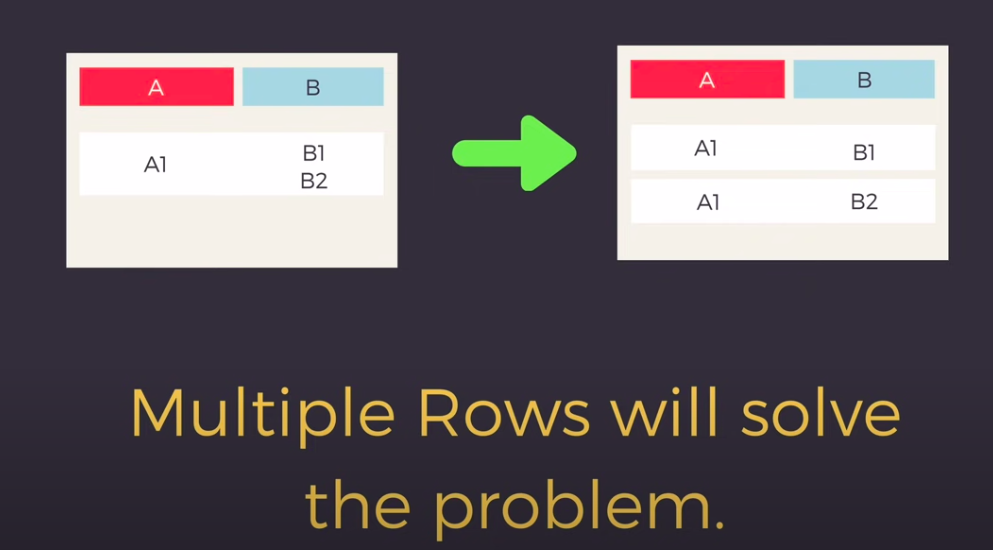 A B
A1 B1
B2
A B
A1 B1
A1 B2
Multiple Rows will solve
the problem.